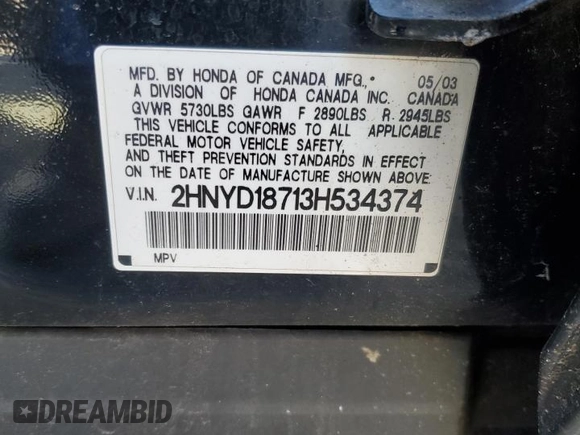 MFD. BY HONDA OF CANADA MFG., 05/03
A DIVISION OF HONDA CANADA INC. CANADA
GVWR 5730LBS GAWR F 2890LBS R 2945LBS
THIS VEHICLE CONFORMS TO ALL APPLICABLE
FEDERAL MOTOR VEHICLE SAFETY,
AND THEFT PREVENTION STANDARDS IN EFFECT
ON THE DATE OF MANUFACTURE SHOWN ABOVE.
V.I.N. 2HNYD18713H534374
MPV
DREAMBID